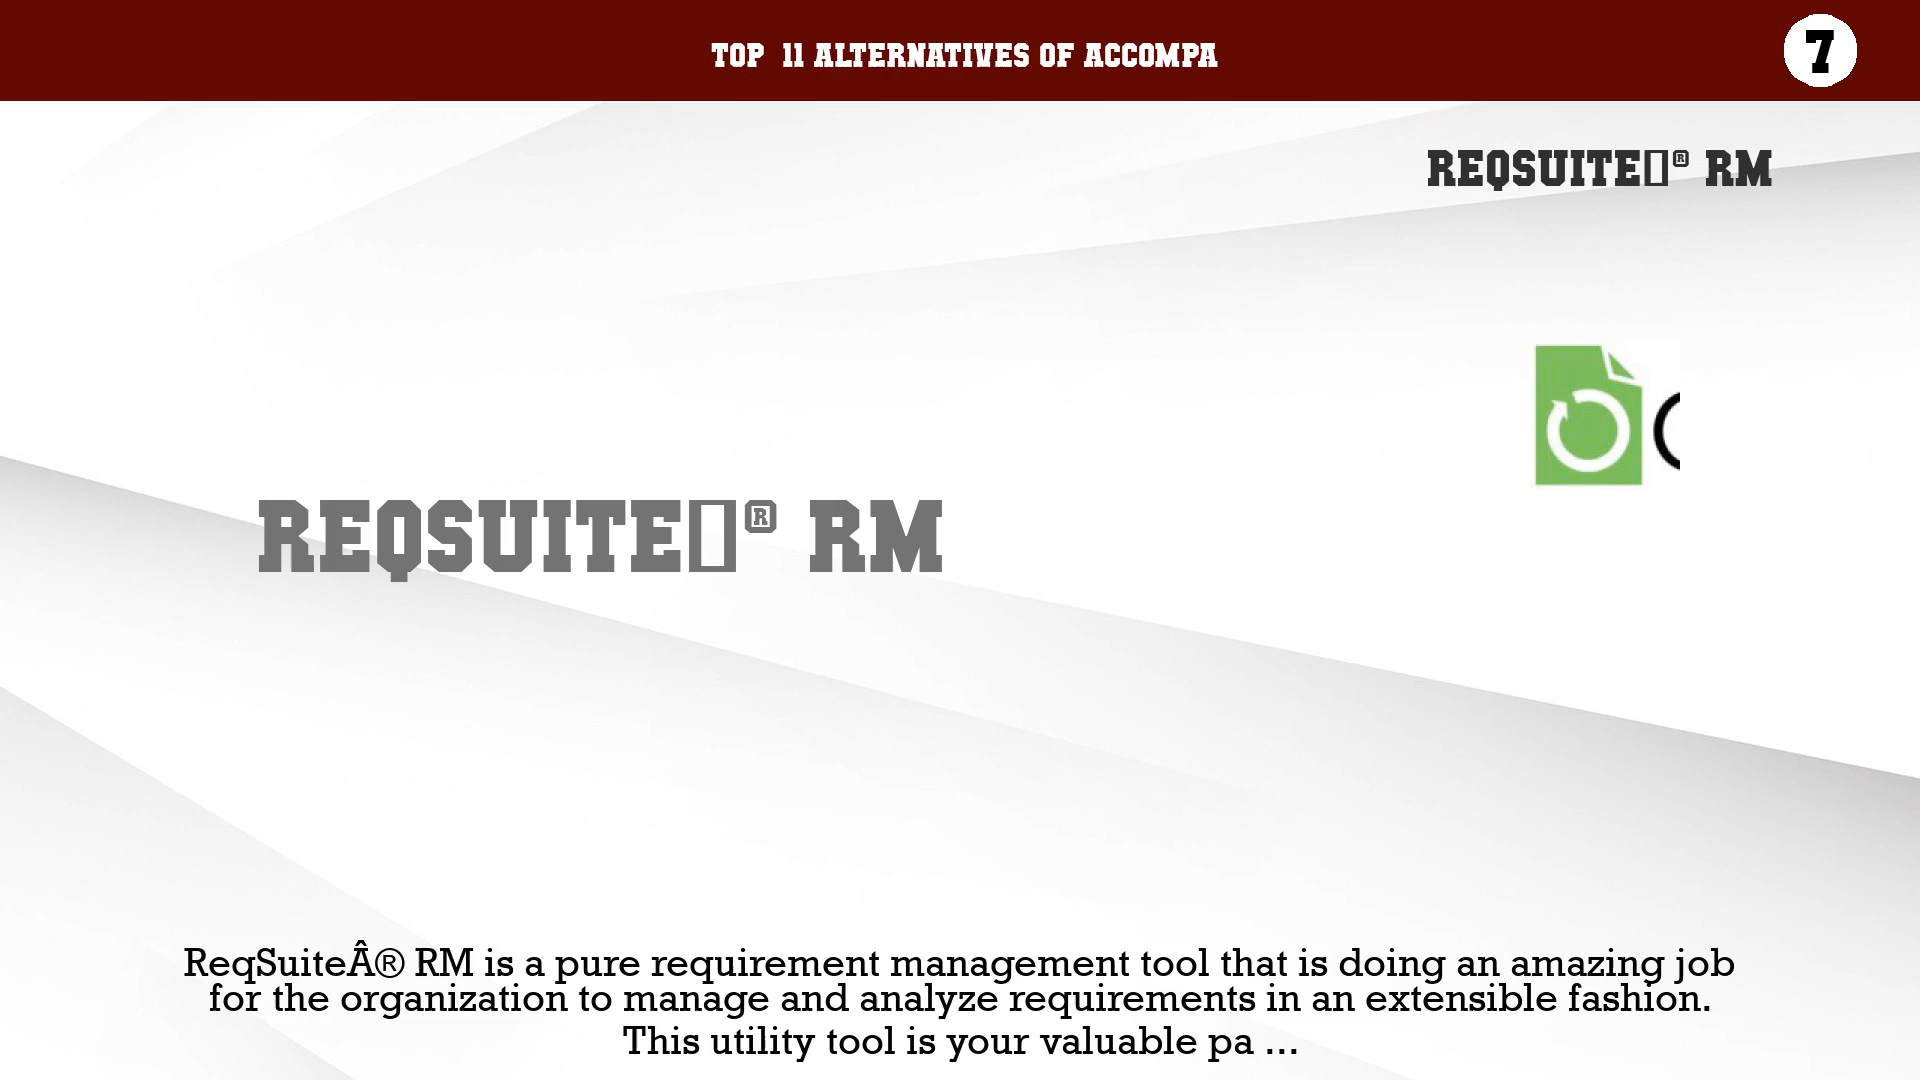 TOP 11 ALTERNATIVES OF ACCOMPA
7
REQSUITE▯® RM
REQSUITE▯® RM
ReqSuiteÂ® RM is a pure requirement management tool that is doing an amazing job
for the organization to manage and analyze requirements in an extensible fashion.
This utility tool is your valuable pa ...